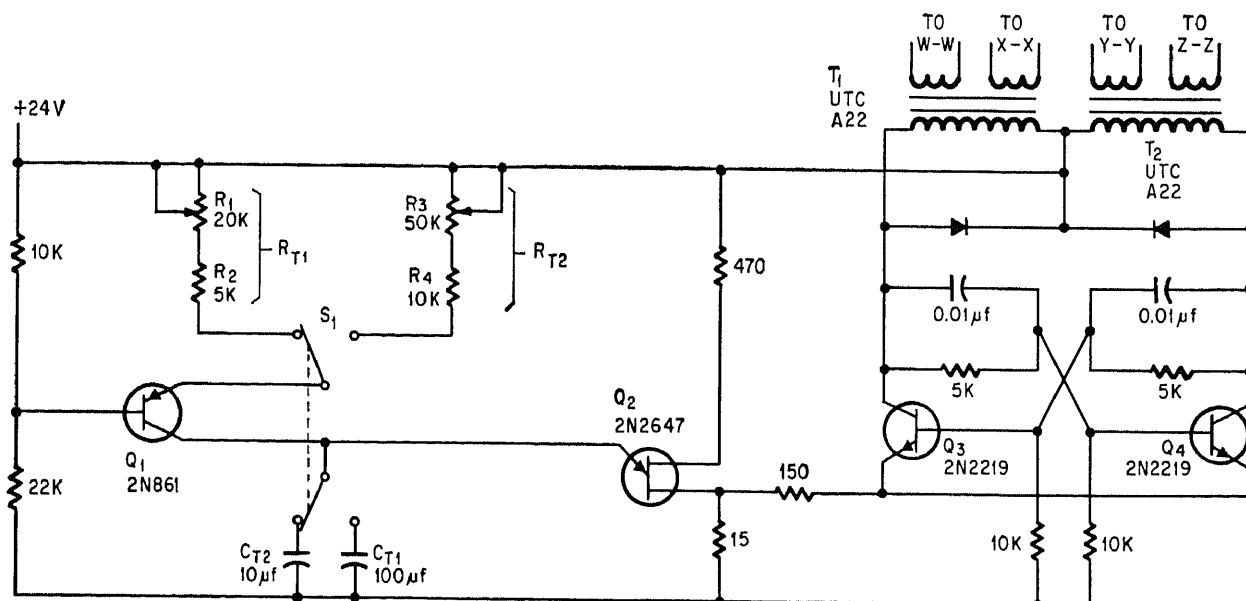 TO W-W
TO X-X
TO Y-Y
TO Z-Z
T1
UTC
A22
+24V
T2
UTC
A22
R1
20K
RT1
R3
50K
RT2
10K
R2
5K
R4
10K
470
S1
0.01µf
0.01µf
5K
5K
Q2
2N2647
Q1
2N861
Q3
2N2219
Q4
2N2219
22K
150
15
10K
10K
CT2
10µf
CT1
100µf